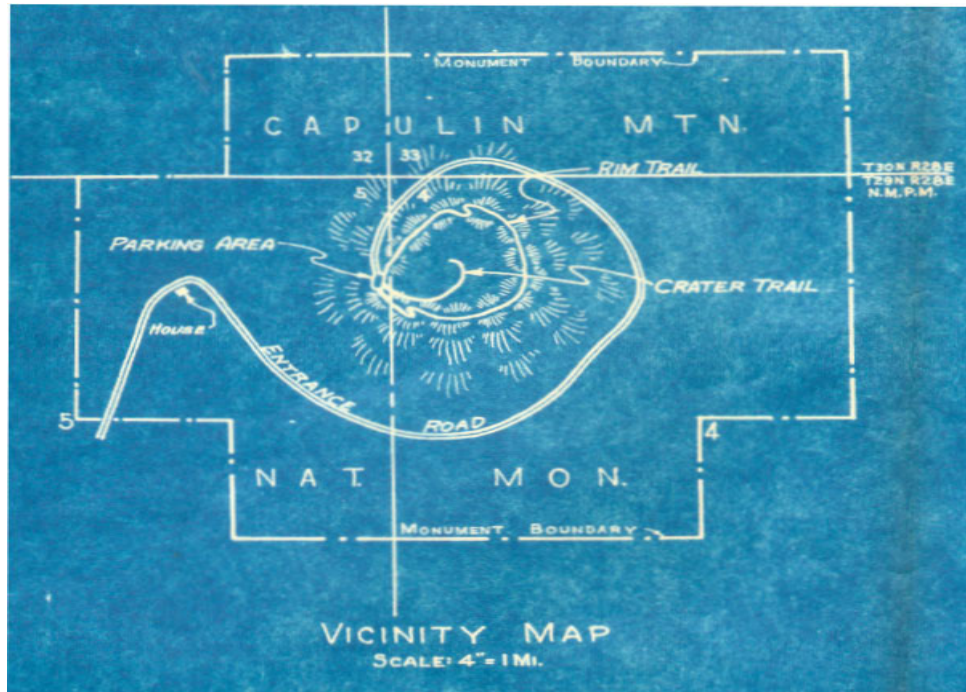 MONUMENT BOUNDARY
CAPULIN MTN.
32 33
RIM TRAIL
T30N R28E
T29N R28E
N.M.P.M.
5
PARKING AREA
CRATER TRAIL
HOUSE
ENTRANCE ROAD
5
4
NAT. MON.
MONUMENT BOUNDARY
VICINITY MAP
SCALE: 4" = 1 MI.